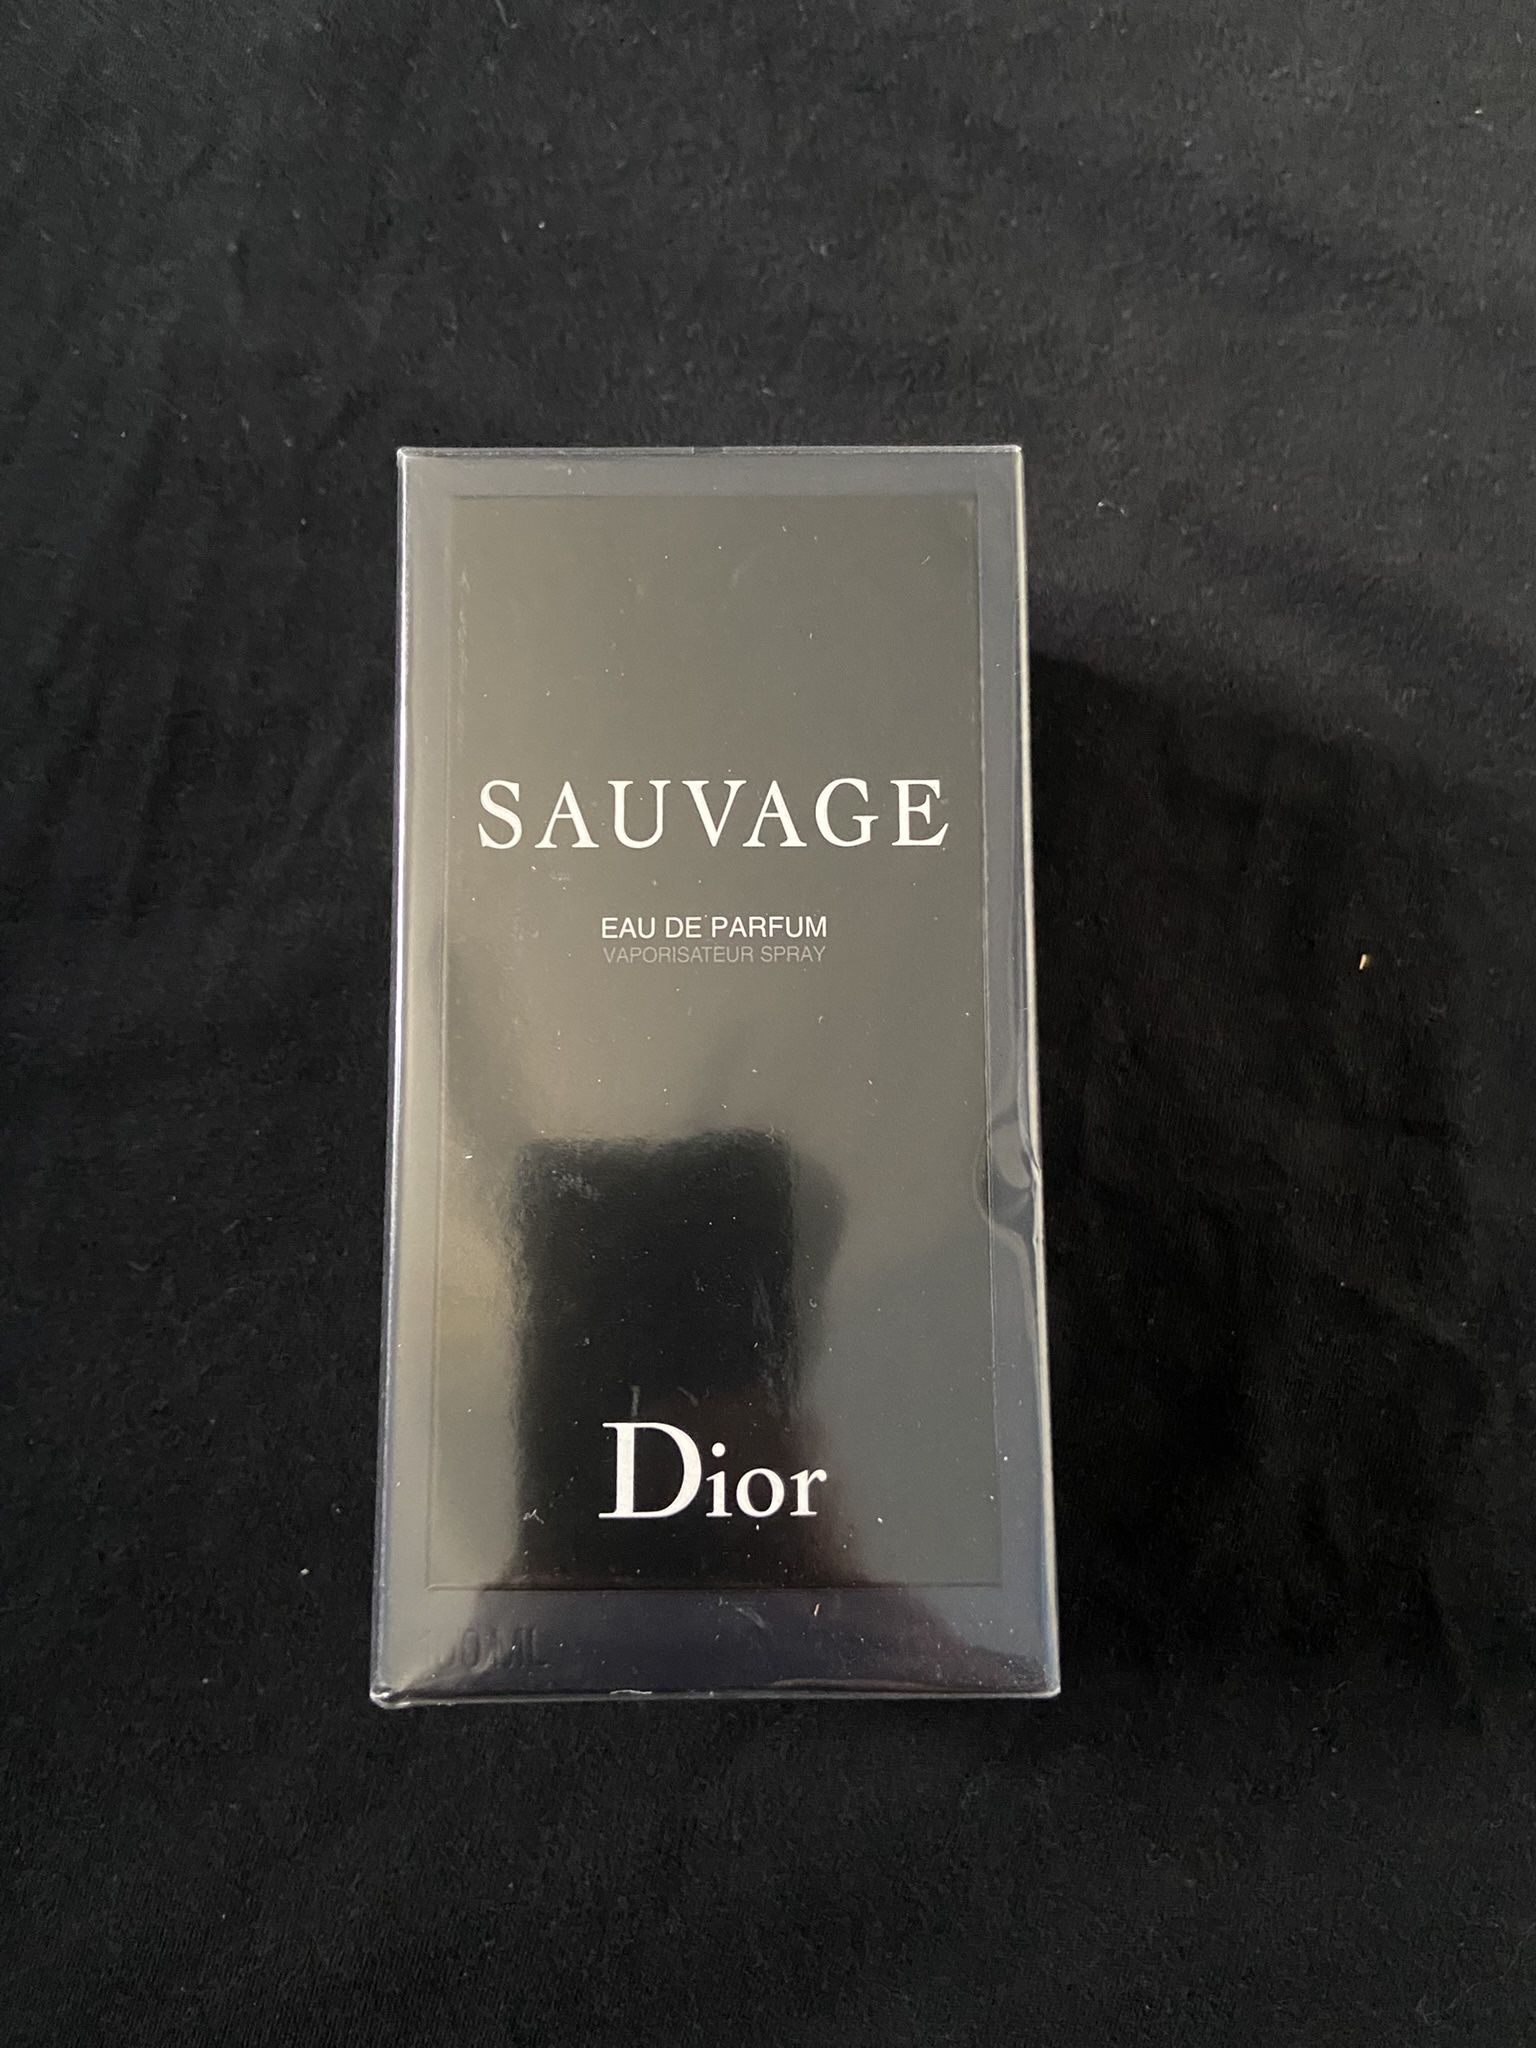 SAUVAGE
EAU DE PARFUM
VAPORISATEUR SPRAY
Dior